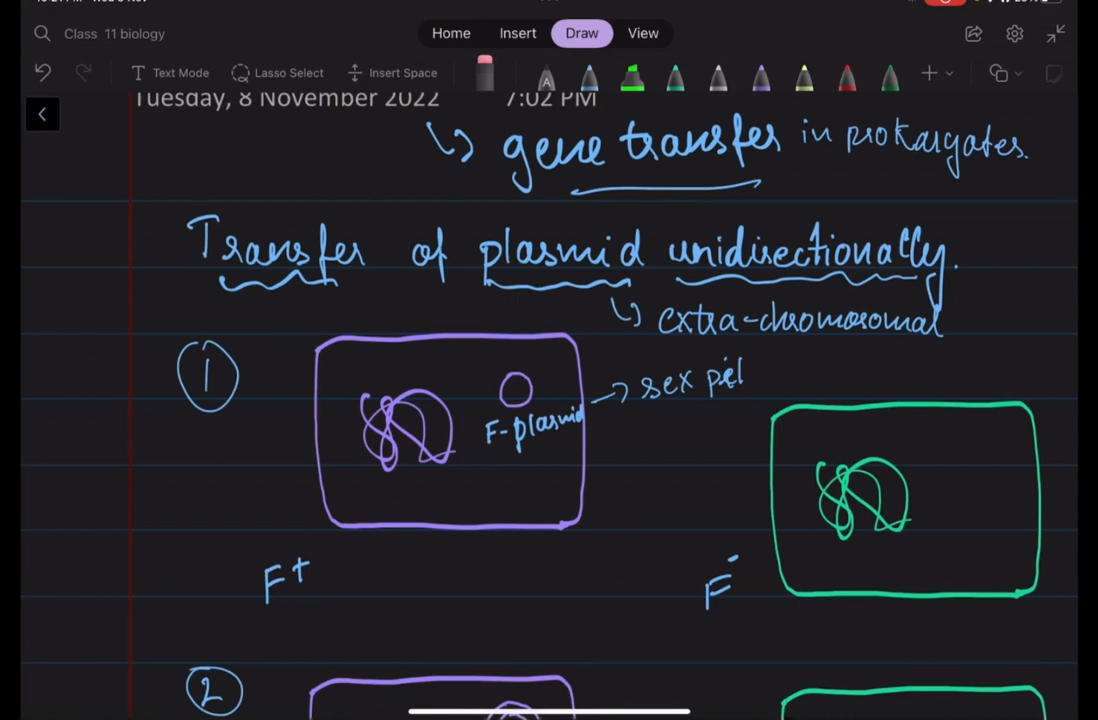 Class 11 biology
Home Insert Draw View
Text Mode Lasso Select Insert Space
A
Tuesday, 8 November 2022 7:02 PM
↳ gene transfer in prokaryotes.
Transfer of plasmid unidirectionally.
↳ extra-chromosomal
1
→ sex pili
F-plasmid
F+
F-
2